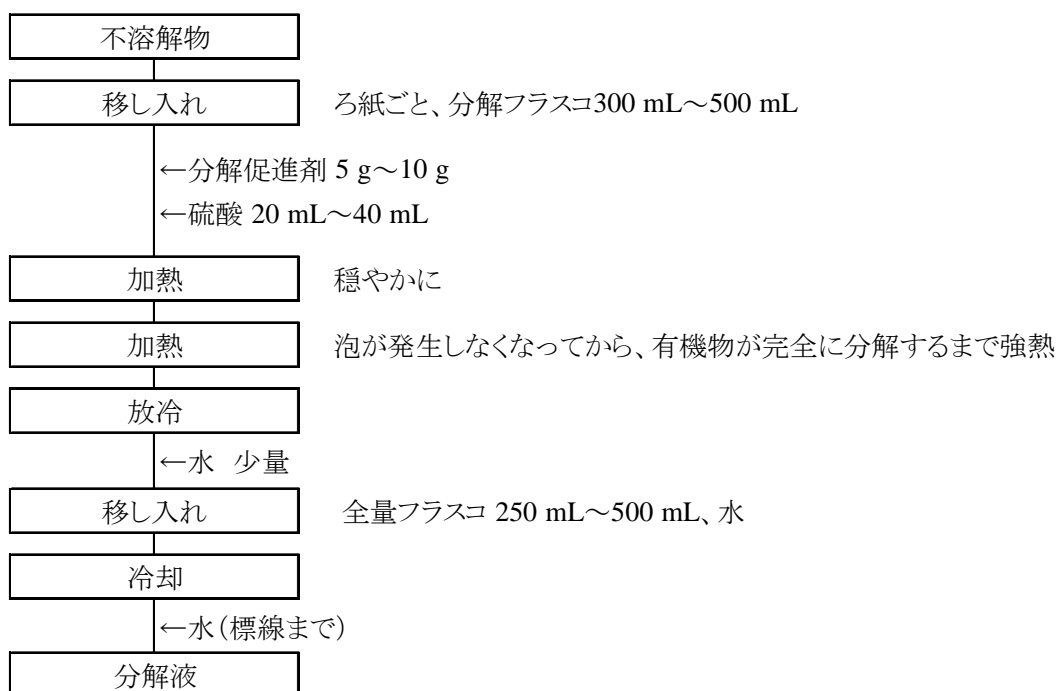 不溶解物
移し入れ ろ紙ごと、分解フラスコ300 mL～500 mL
←分解促進剤 5 g～10 g
←硫酸 20 mL～40 mL
加熱 穏やかに
加熱 泡が発生しなくなってから、有機物が完全に分解するまで強熱
放冷
←水 少量
移し入れ 全量フラスコ 250 mL～500 mL、水
冷却
←水（標線まで）
分解液